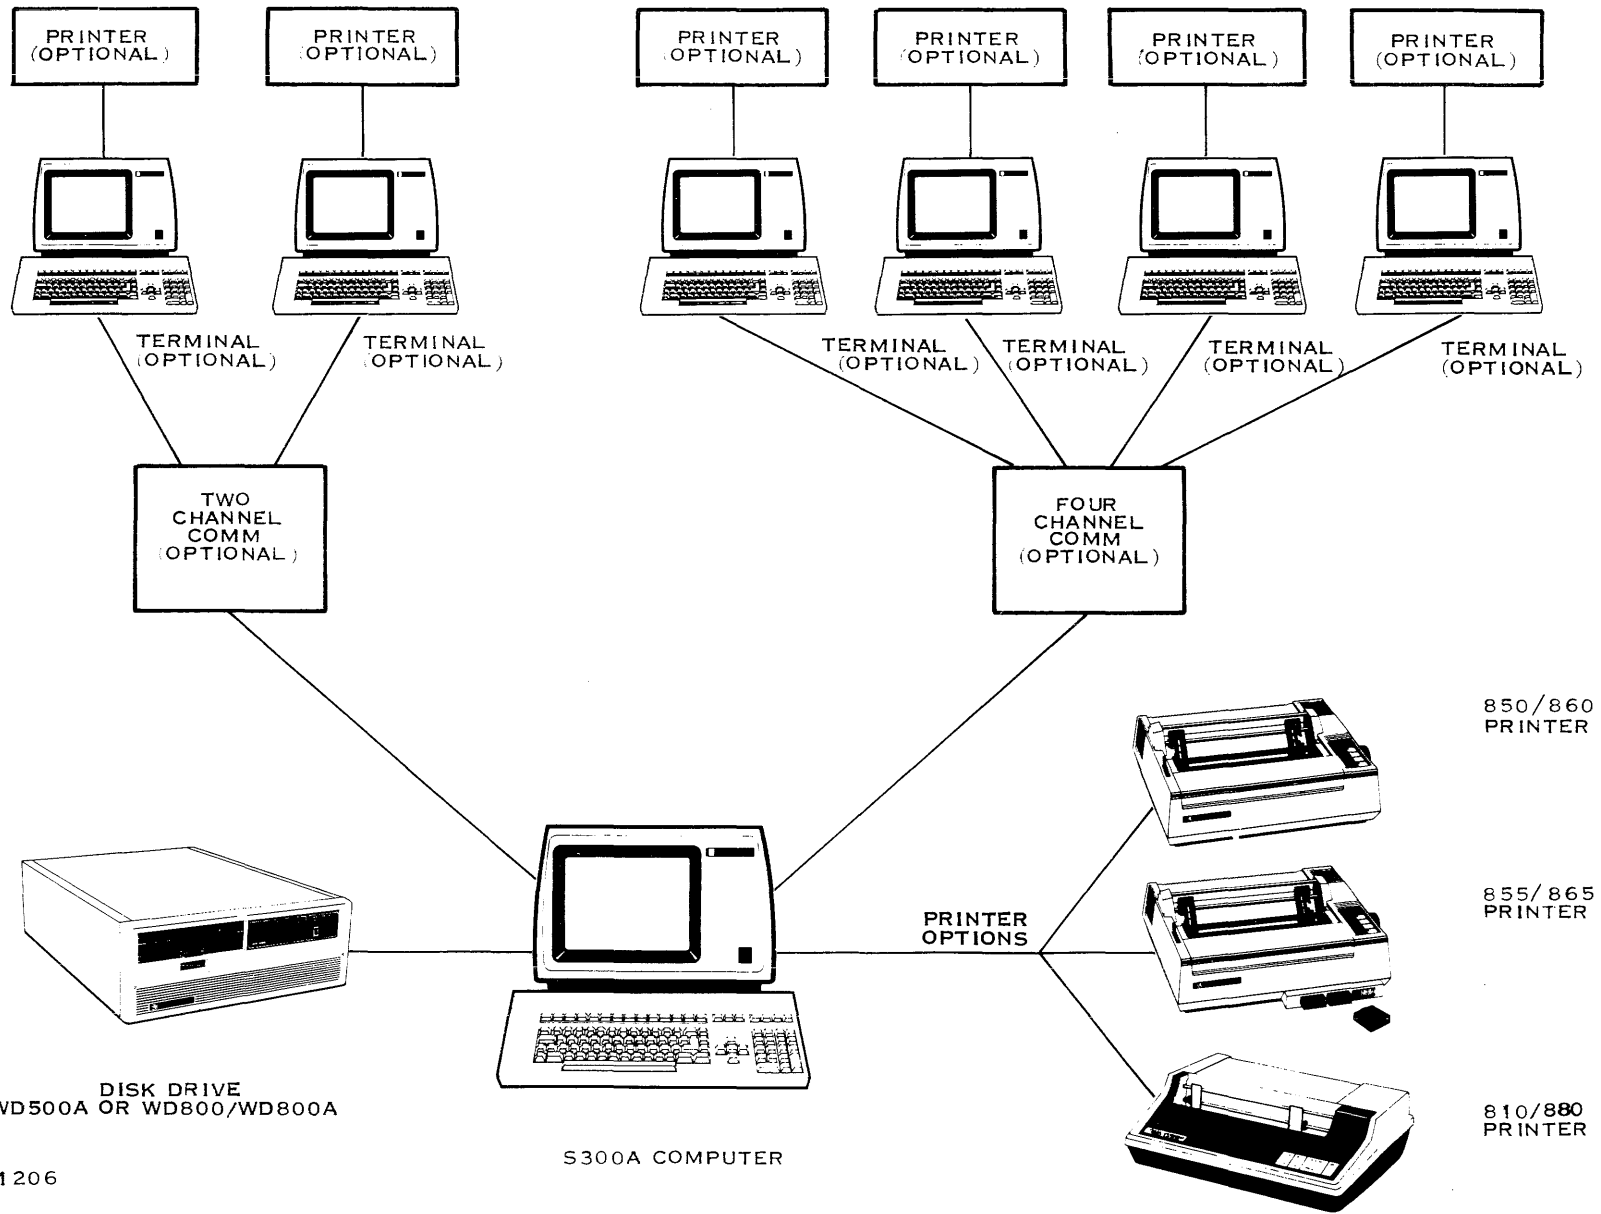 PRINTER
(OPTIONAL)
PRINTER
(OPTIONAL)
PRINTER
(OPTIONAL)
PRINTER
(OPTIONAL)
PRINTER
(OPTIONAL)
PRINTER
(OPTIONAL)
TERMINAL
(OPTIONAL)
TERMINAL
(OPTIONAL)
TERMINAL
(OPTIONAL)
TERMINAL
(OPTIONAL)
TERMINAL
(OPTIONAL)
TERMINAL
(OPTIONAL)
TWO
CHANNEL
COMM
(OPTIONAL)
FOUR
CHANNEL
COMM
(OPTIONAL)
850/860
PRINTER
PRINTER
OPTIONS
855/865
PRINTER
DISK DRIVE
WD500A OR WD800/WD800A
S300A COMPUTER
810/880
PRINTER
1206